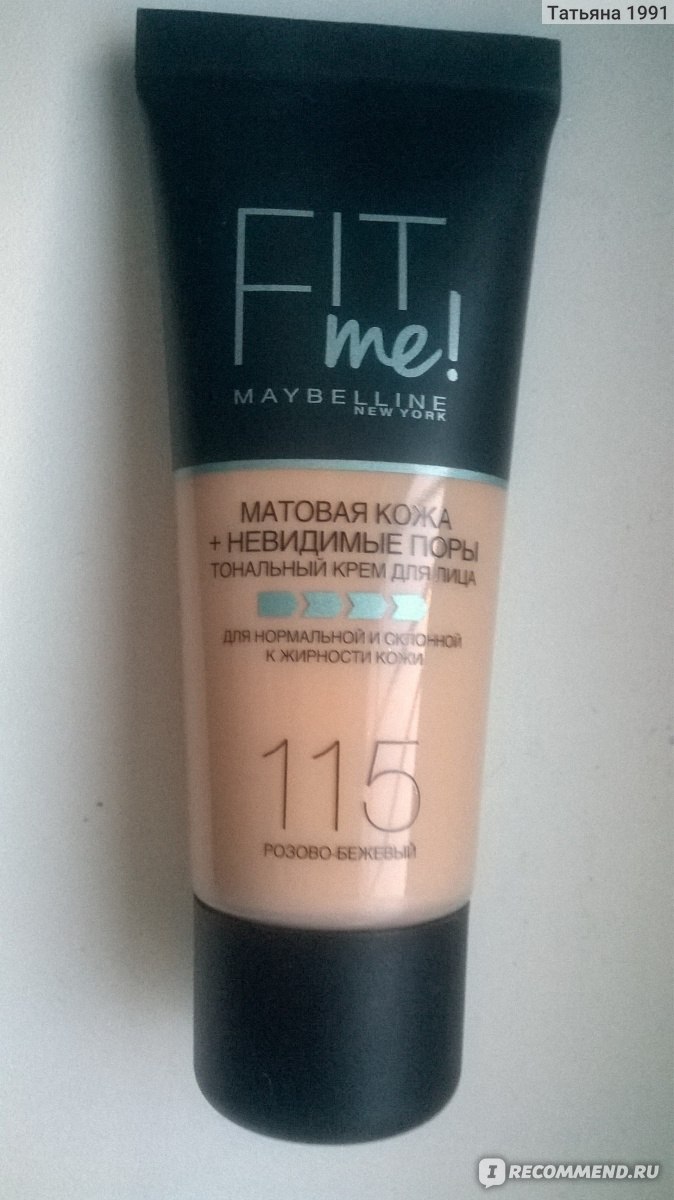 Татьяна 1991
FIT
me!
MAYBELLINE
NEW YORK
МАТОВАЯ КОЖА
+ НЕВИДИМЫЕ ПОРЫ
ТОНАЛЬНЫЙ КРЕМ ДЛЯ ЛИЦА
ДЛЯ НОРМАЛЬНОЙ И СКЛОННОЙ
К ЖИРНОСТИ КОЖИ
115
РОЗОВО-БЕЖЕВЫЙ
IRECOMMEND.RU